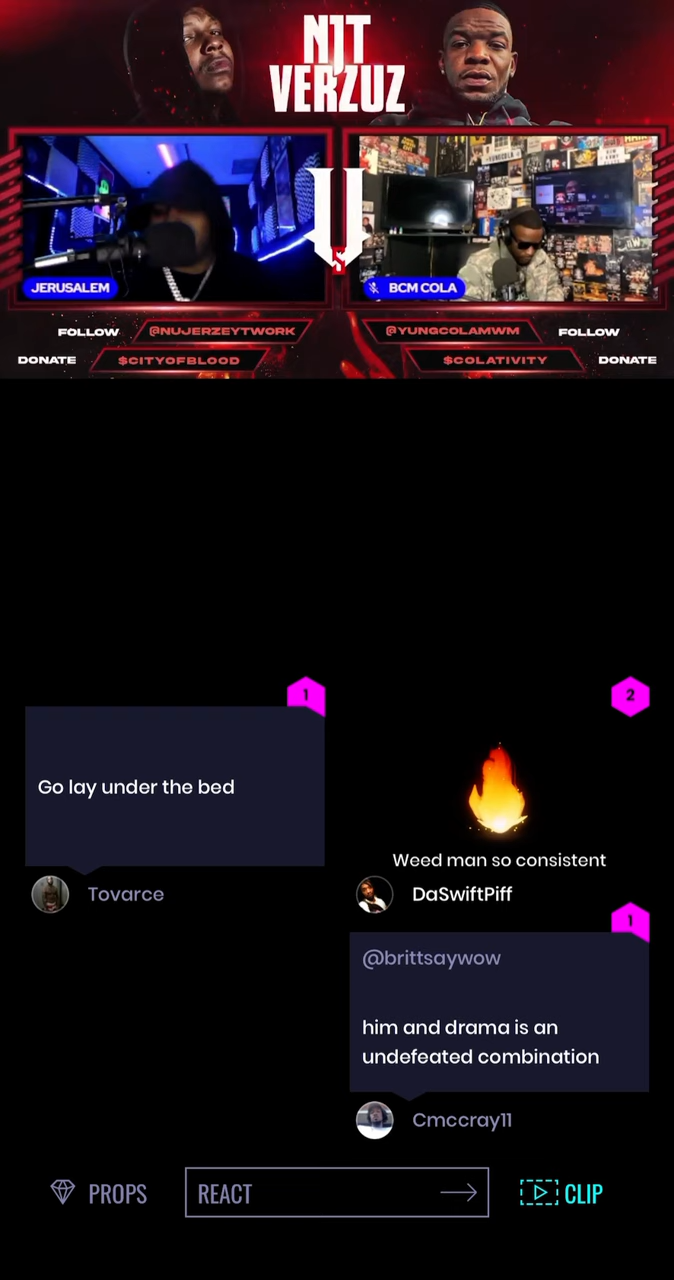 NJT
VERZUZ
JERUSALEM
BCM COLA
VS
FOLLOW
@NUJERZEYTWORK
@YUNGCOLAMWM
FOLLOW
DONATE
$CITYOFBLOOD
$COLATIVITY
DONATE
1
Go lay under the bed
Tovarce
2
Weed man so consistent
DaSwiftPiff
1
@brittsaywow
him and drama is an
undefeated combination
Cmccray11
PROPS
REACT
CLIP